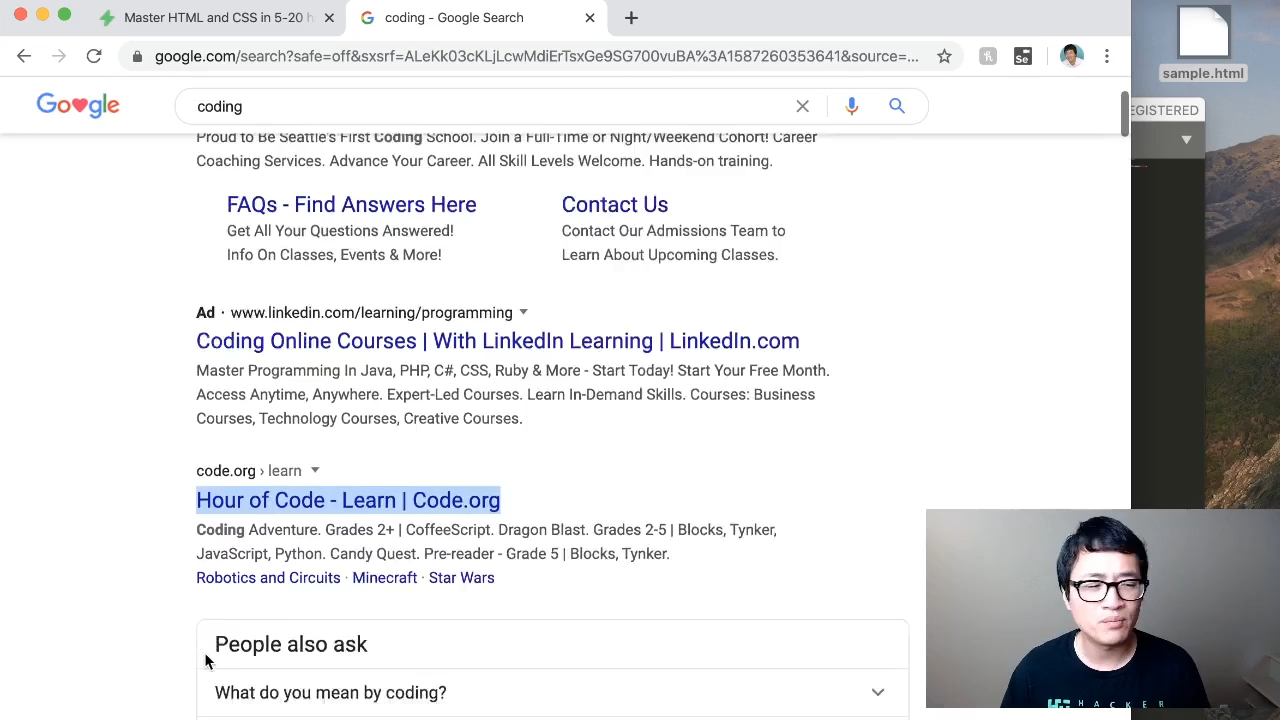 Master HTML and CSS in 5-20 h
coding - Google Search
google.com/search?safe=off&sxsrf=ALeKk03cKLjLcwMdiErTsxGe9SG700vuBA%3A1587260353641&source=...
Se
sample.html
Google
coding
EGISTERED
Proud to Be Seattle's First Coding School. Join a Full-Time or Night/Weekend Cohort! Career
Coaching Services. Advance Your Career. All Skill Levels Welcome. Hands-on training.
FAQs - Find Answers Here
Contact Us
Get All Your Questions Answered!
Contact Our Admissions Team to
Info On Classes, Events & More!
Learn About Upcoming Classes.
Ad · www.linkedin.com/learning/programming
Coding Online Courses | With LinkedIn Learning | LinkedIn.com
Master Programming In Java, PHP, C#, CSS, Ruby & More - Start Today! Start Your Free Month.
Access Anytime, Anywhere. Expert-Led Courses. Learn In-Demand Skills. Courses: Business
Courses, Technology Courses, Creative Courses.
code.org › learn
Hour of Code - Learn | Code.org
Coding Adventure. Grades 2+ | CoffeeScript. Dragon Blast. Grades 2-5 | Blocks, Tynker,
JavaScript, Python. Candy Quest. Pre-reader - Grade 5 | Blocks, Tynker.
Robotics and Circuits · Minecraft · Star Wars
People also ask
What do you mean by coding?
HACKER